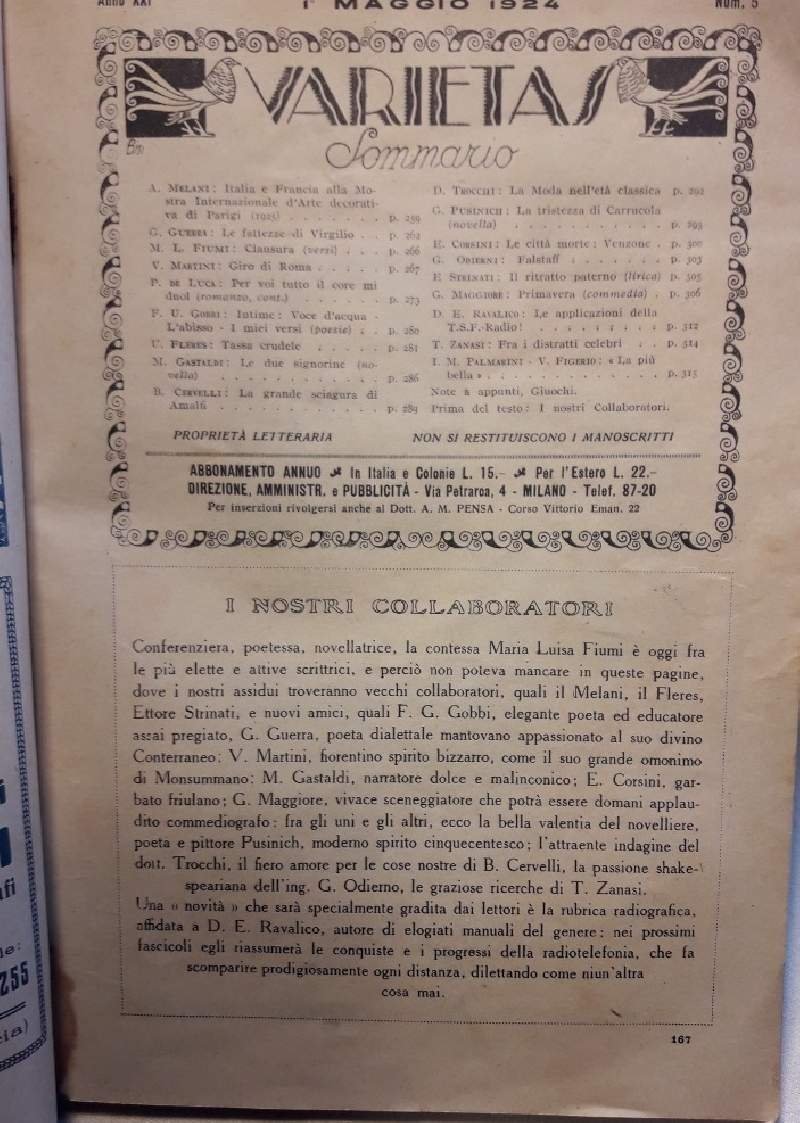 Anno XXI
1° MAGGIO 1924
Num. 5
VARIETAS
Sommario
A. MELANI: Italia e Francia alla Mo-
stra Internazionale d'Arte decorati-
va di Parigi (1925) . . . . . . . p. 259
G. GUERRA: Le fattezze di Virgilio . . p. 262
M. L. FIUMI: Clausura (versi) . . . p. 266
V. MARTINI: Giro di Roma . . . . . p. 267
P. DE LUCA: Per voi tutto il core mi
duol (romanzo, cont.) . . . . . . p. 273
F. U. GOBBI: Intime: Voce d'acqua -
L'abisso - I mici versi (poesie) . . p. 280
U. FLERES: Tassa crudele . . . . . p. 281
M. GASTALDI: Le due signorine (no-
vella) . . . . . . . . . . . . p. 286
B. CERVELLI: La grande sciagura di
Amalfi . . . . . . . . . . . . p. 289
D. TROCCHI: La Moda nell'età classica p. 292
G. PUSINICH: La tristezza di Carrucola
(novella) . . . . . . . . . . . p. 293
E. CORSINI: Le città morte: Venzone . p. 300
G. ODIERNI: Falstaff . . . . . . p. 303
E. STRINATI: Il ritratto paterno (lirica) p. 305
G. MAGGIORE: Primavera (commedia) . p. 306
D. E. RAVALICO: Le applicazioni della
T.S.F.-Radio! . . . . . . . . p. 312
T. ZANASI: Fra i distratti celebri . . p. 314
I. M. PALMARINI - V. FIGERIO: « La più
bella » . . . . . . . . . . . . p. 315
Note a appunti, Giuochi.
Prima del testo: I nostri Collaboratori.
PROPRIETÀ LETTERARIA
NON SI RESTITUISCONO I MANOSCRITTI
ABBONAMENTO ANNUO In Italia e Colonie L. 15.- Per l'Estero L. 22.-
DIREZIONE, AMMINISTR. e PUBBLICITÀ - Via Petrarca, 4 - MILANO - Telef. 87-20
Per inserzioni rivolgersi anche al Dott. A. M. PENSA - Corso Vittorio Eman. 22
I NOSTRI COLLABORATORI
Conferenziera, poetessa, novellatrice, la contessa Maria Luisa Fiumi è oggi fra
le più elette e attive scrittrici, e perciò non poteva mancare in queste pagine,
dove i nostri assidui troveranno vecchi collaboratori, quali il Melani, il Fleres,
Ettore Strinati, e nuovi amici, quali F. G. Gobbi, elegante poeta ed educatore
assai pregiato, G. Guerra, poeta dialettale mantovano appassionato al suo divino
Conterraneo; V. Martini, fiorentino spirito bizzarro, come il suo grande omonimo
di Monsummano; M. Gastaldi, narratore dolce e malinconico; E. Corsini, gar-
bato friulano; G. Maggiore, vivace sceneggiatore che potrà essere domani applau-
dito commediografo; fra gli uni e gli altri, ecco la bella valentia del novelliere,
poeta e pittore Pusinich, moderno spirito cinquecentesco; l'attraente indagine del
dott. Trocchi, il fiero amore per le cose nostre di B. Cervelli, la passione shake-
speariana dell'ing. G. Odierno, le graziose ricerche di T. Zanasi.
Una « novità » che sarà specialmente gradita dai lettori è la rubrica radiografica,
affidata a D. E. Ravalico, autore di elogiati manuali del genere; nei prossimi
fascicoli egli riassumerà le conquiste e i progressi della radiotelefonia, che fa
scomparire prodigiosamente ogni distanza, dilettando come niun'altra
cosa mai.
167
255